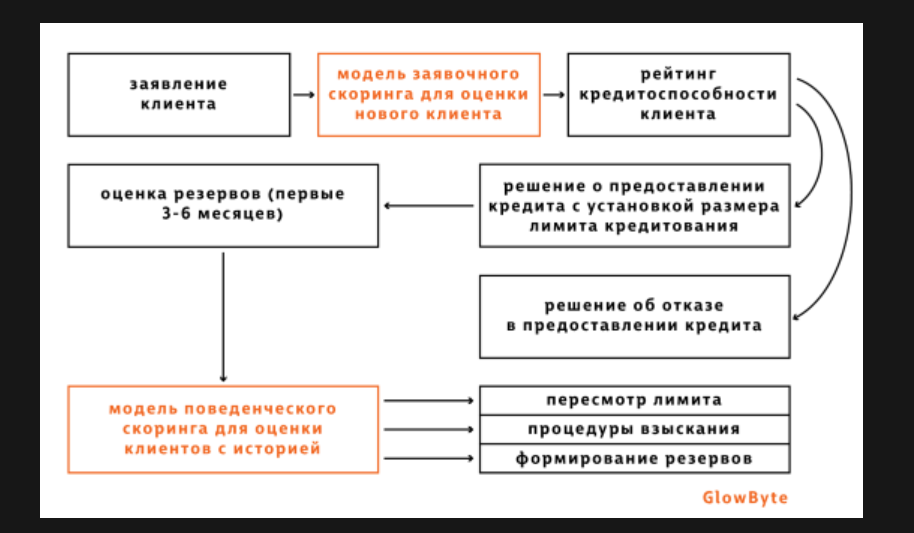 заявление
клиента
модель заявочного
скоринга для оценки
нового клиента
рейтинг
кредитоспособности
клиента
оценка резервов (первые
3-6 месяцев)
решение о предоставлении
кредита с установкой размера
лимита кредитования
решение об отказе
в предоставлении кредита
модель поведенческого
скоринга для оценки
клиентов с историей
пересмотр лимита
процедуры взыскания
формирование резервов
GlowByte